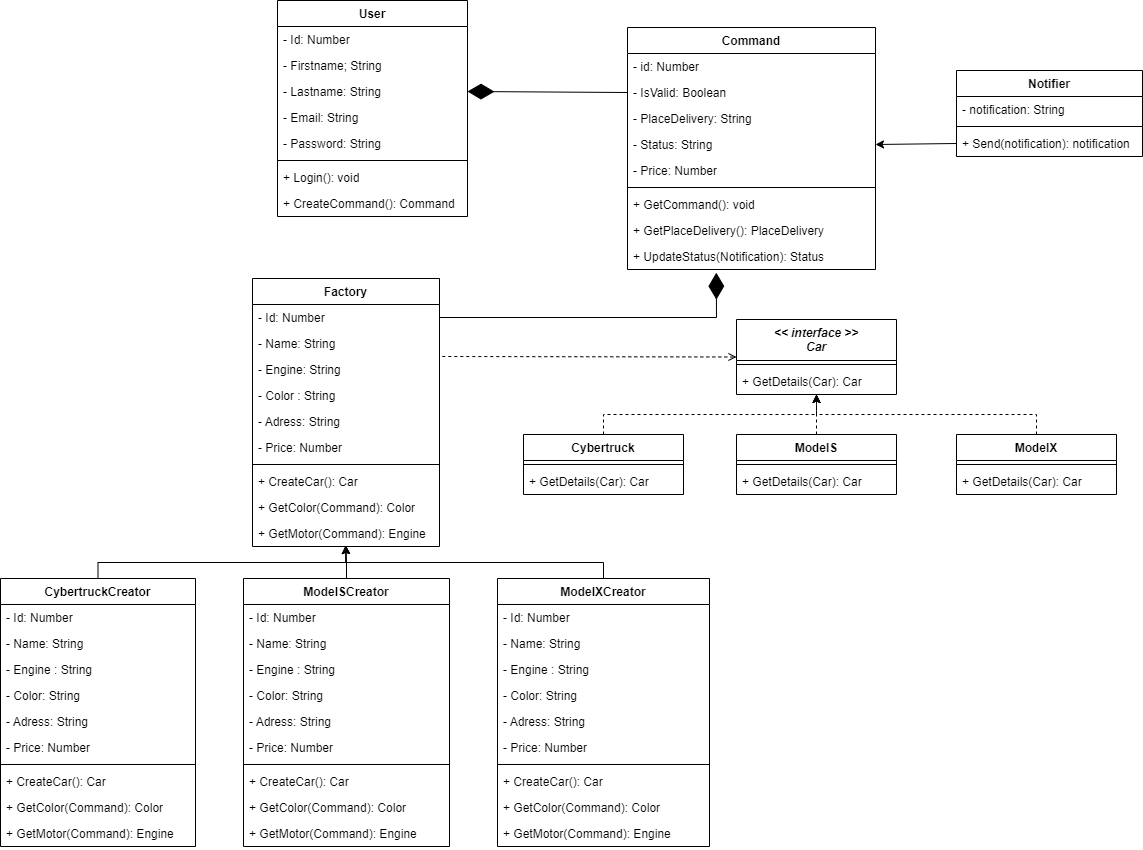 User
- Id: Number
- Firstname; String
- Lastname: String
- Email: String
- Password: String
+ Login(): void
+ CreateCommand(): Command
Command
- id: Number
- IsValid: Boolean
- PlaceDelivery: String
- Status: String
- Price: Number
+ GetCommand(): void
+ GetPlaceDelivery(): PlaceDelivery
+ UpdateStatus(Notification): Status
Notifier
- notification: String
+ Send(notification): notification
Factory
- Id: Number
- Name: String
- Engine: String
- Color : String
- Adress: String
- Price: Number
+ CreateCar(): Car
+ GetColor(Command): Color
+ GetMotor(Command): Engine
<< interface >>
Car
+ GetDetails(Car): Car
Cybertruck
+ GetDetails(Car): Car
ModelS
+ GetDetails(Car): Car
ModelX
+ GetDetails(Car): Car
CybertruckCreator
- Id: Number
- Name: String
- Engine : String
- Color: String
- Adress: String
- Price: Number
+ CreateCar(): Car
+ GetColor(Command): Color
+ GetMotor(Command): Engine
ModelSCreator
- Id: Number
- Name: String
- Engine : String
- Color: String
- Adress: String
- Price: Number
+ CreateCar(): Car
+ GetColor(Command): Color
+ GetMotor(Command): Engine
ModelXCreator
- Id: Number
- Name: String
- Engine : String
- Color: String
- Adress: String
- Price: Number
+ CreateCar(): Car
+ GetColor(Command): Color
+ GetMotor(Command): Engine